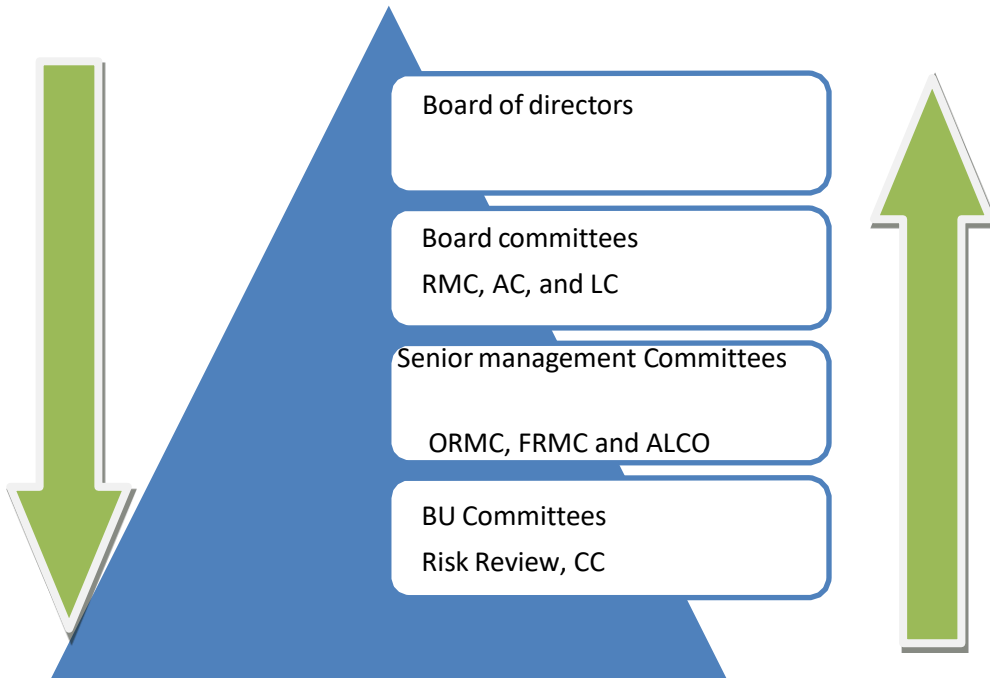 Board of directors
Board committees
RMC, AC, and LC
Senior management Committees
ORMC, FRMC and ALCO
BU Committees
Risk Review, CC